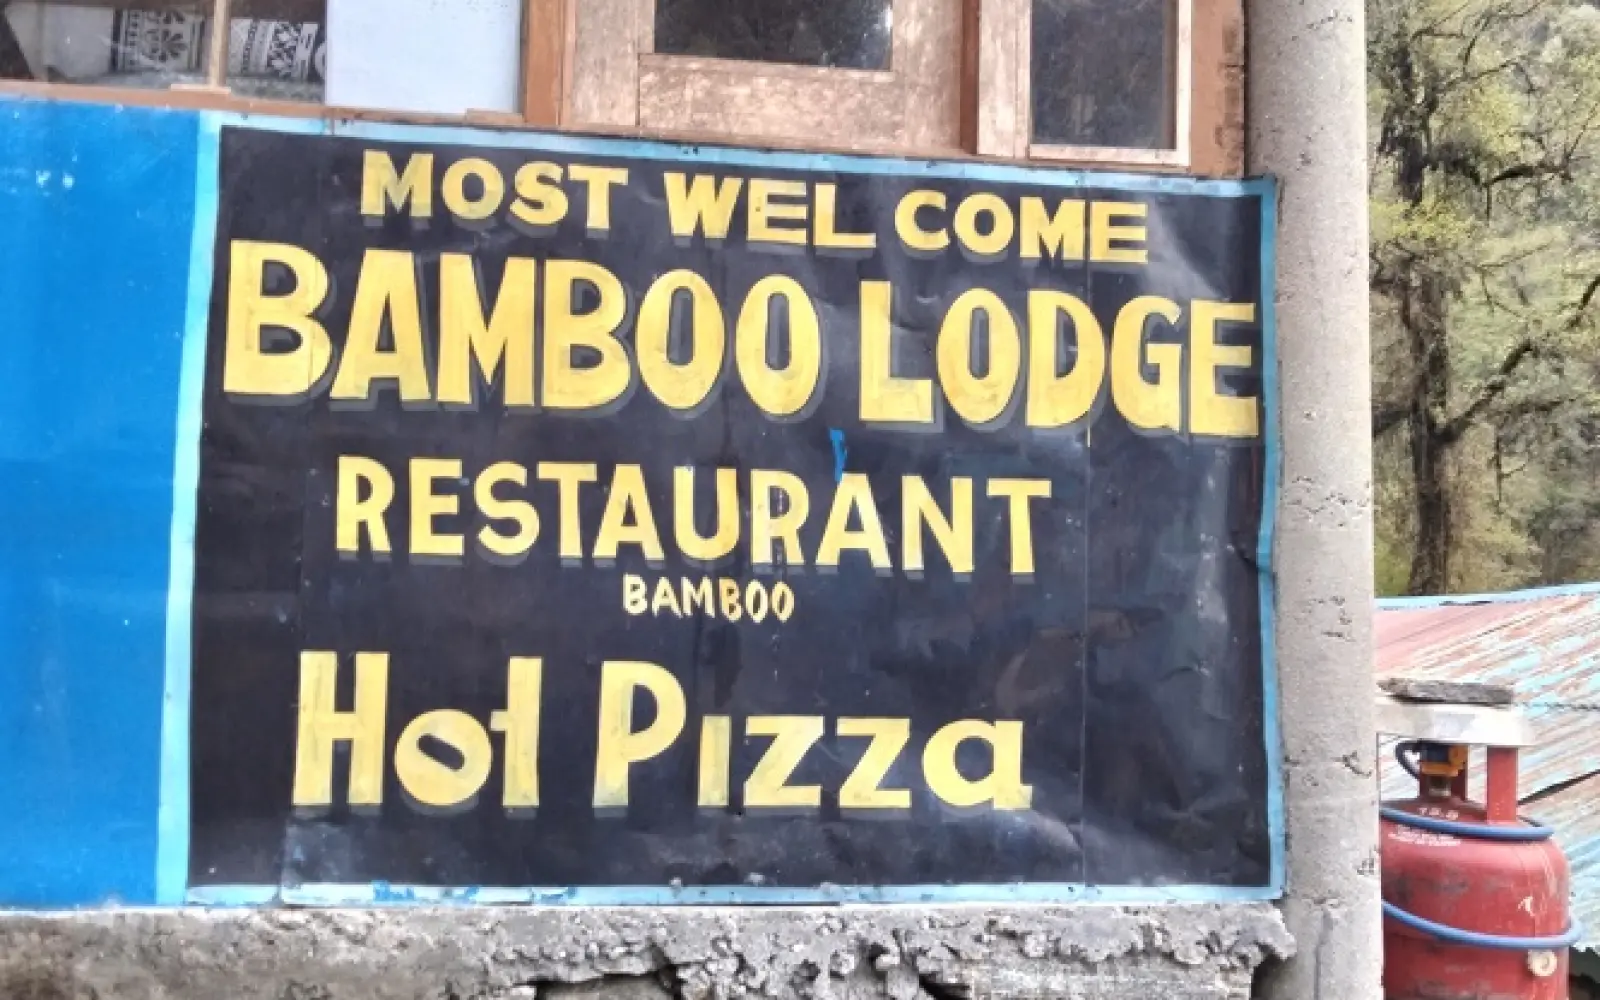 MOST WEL COME
BAMBOO LODGE
RESTAURANT
BAMBOO
Hot Pizza